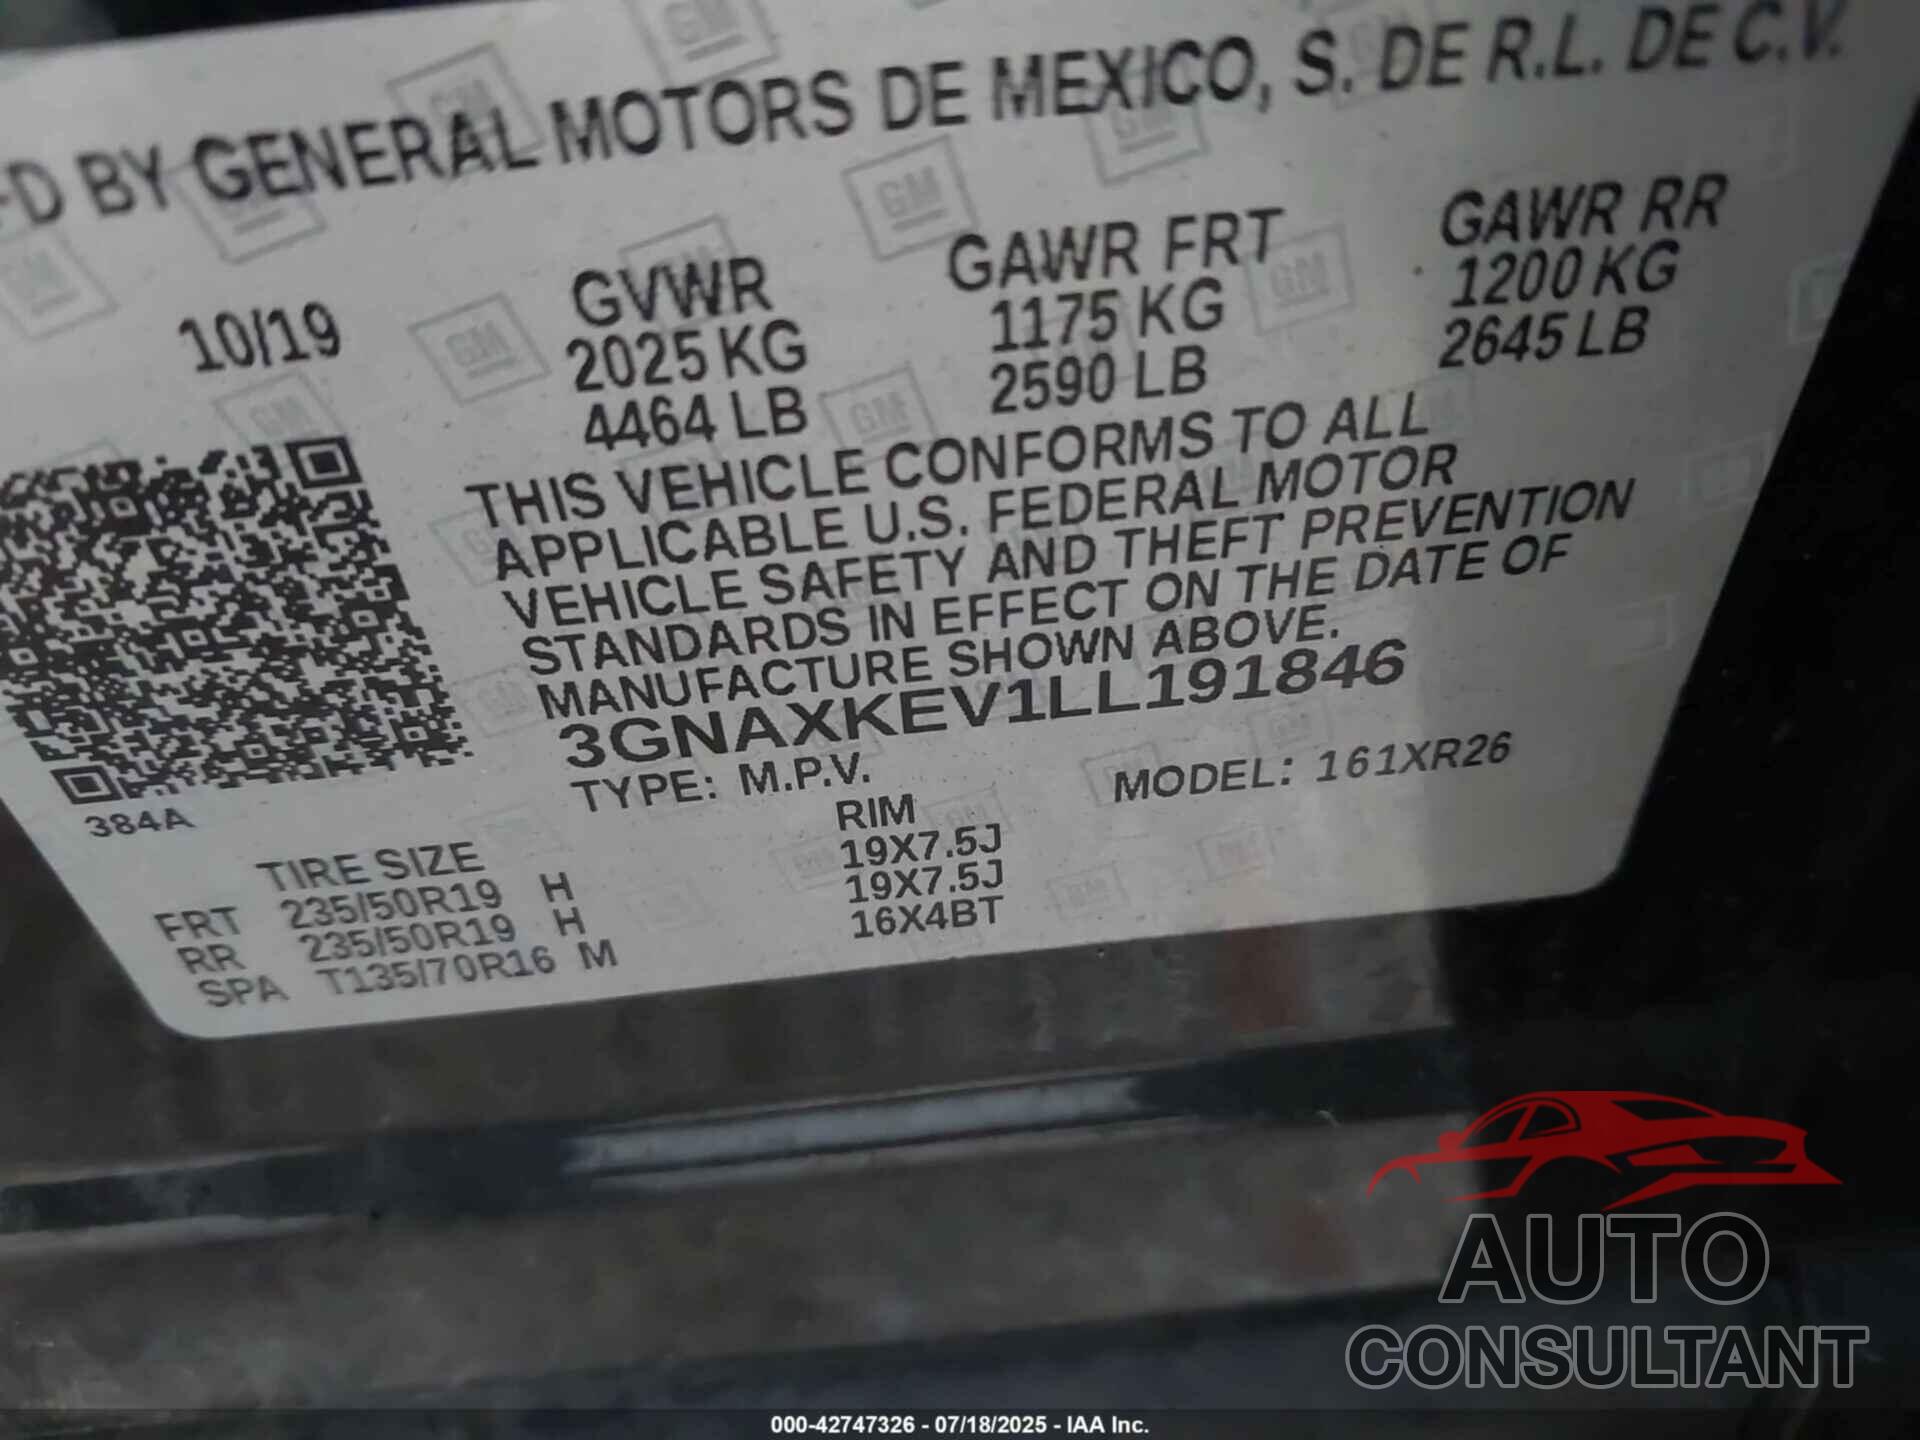 FD BY GENERAL MOTORS DE MEXICO, S. DE R.L. DE C.V.
10/19 GVWR GAWR FRT GAWR RR
2025 KG 1175 KG 1200 KG
4464 LB 2590 LB 2645 LB
THIS VEHICLE CONFORMS TO ALL
APPLICABLE U.S. FEDERAL MOTOR
VEHICLE SAFETY AND THEFT PREVENTION
STANDARDS IN EFFECT ON THE DATE OF
MANUFACTURE SHOWN ABOVE.
3GNAXKEV1LL191846
TYPE: M.P.V. MODEL: 161XR26
384A
TIRE SIZE RIM
FRT 235/50R19 H 19X7.5J
RR 235/50R19 H 19X7.5J
SPA T135/70R16 M 16X4BT
AUTO
CONSULTANT
000-42747326 - 07/18/2025 - IAA Inc.